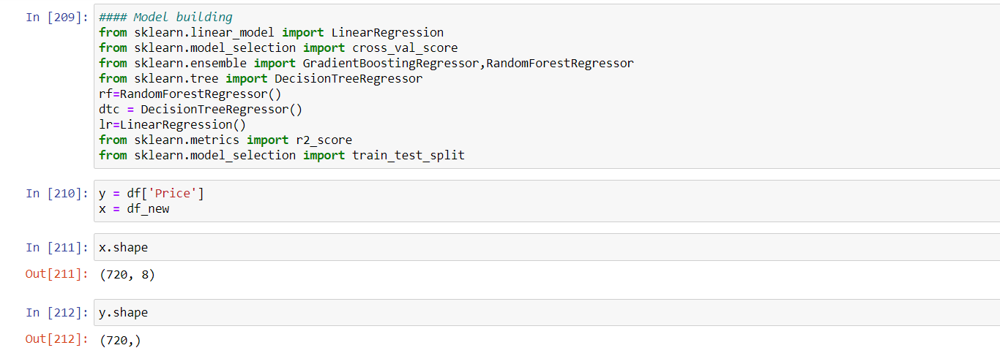 In [209]: #### Model building
from sklearn.linear_model import LinearRegression
from sklearn.model_selection import cross_val_score
from sklearn.ensemble import GradientBoostingRegressor,RandomForestRegressor
from sklearn.tree import DecisionTreeRegressor
rf=RandomForestRegressor()
dtc = DecisionTreeRegressor()
lr=LinearRegression()
from sklearn.metrics import r2_score
from sklearn.model_selection import train_test_split
In [210]: y = df['Price']
x = df_new
In [211]: x.shape
Out[211]: (720, 8)
In [212]: y.shape
Out[212]: (720,)